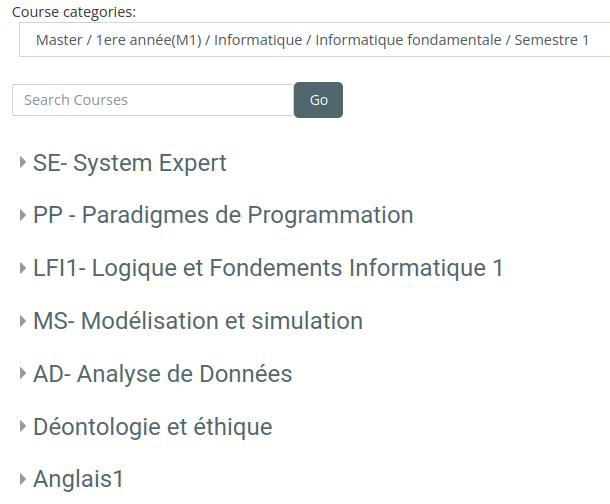 Course categories:
Master / 1ere année(M1) / Informatique / Informatique fondamentale / Semestre 1
Search Courses
Go
SE- System Expert
PP - Paradigmes de Programmation
LFI1- Logique et Fondements Informatique 1
MS- Modélisation et simulation
AD- Analyse de Données
Déontologie et éthique
Anglais1